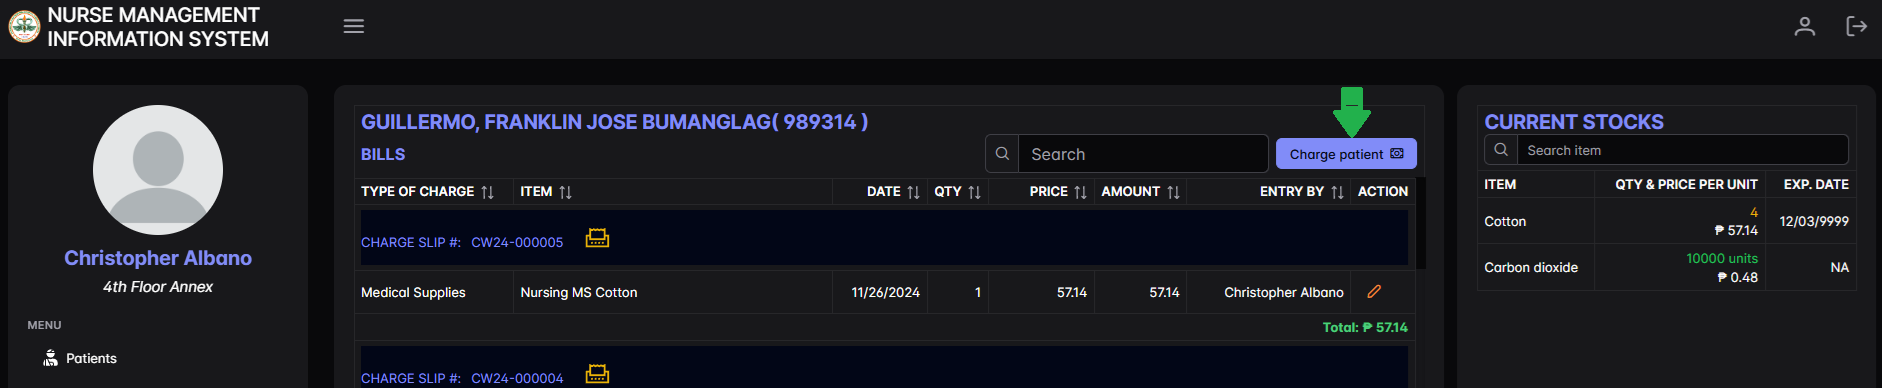 NURSE MANAGEMENT
INFORMATION SYSTEM
Christopher Albano
4th Floor Annex
MENU
Patients
GUILLERMO, FRANKLIN JOSE BUMANGLAG( 989314 )
BILLS
Search
Charge patient
TYPE OF CHARGE ITEM DATE QTY PRICE AMOUNT ENTRY BY ACTION
CHARGE SLIP #: CW24-000005
Medical Supplies Nursing MS Cotton 11/26/2024 1 57.14 57.14 Christopher Albano
Total: ₱ 57.14
CHARGE SLIP #: CW24-000004
CURRENT STOCKS
Search item
ITEM QTY & PRICE PER UNIT EXP. DATE
Cotton 4 12/03/9999
₱ 57.14
Carbon dioxide 10000 units NA
₱ 0.48